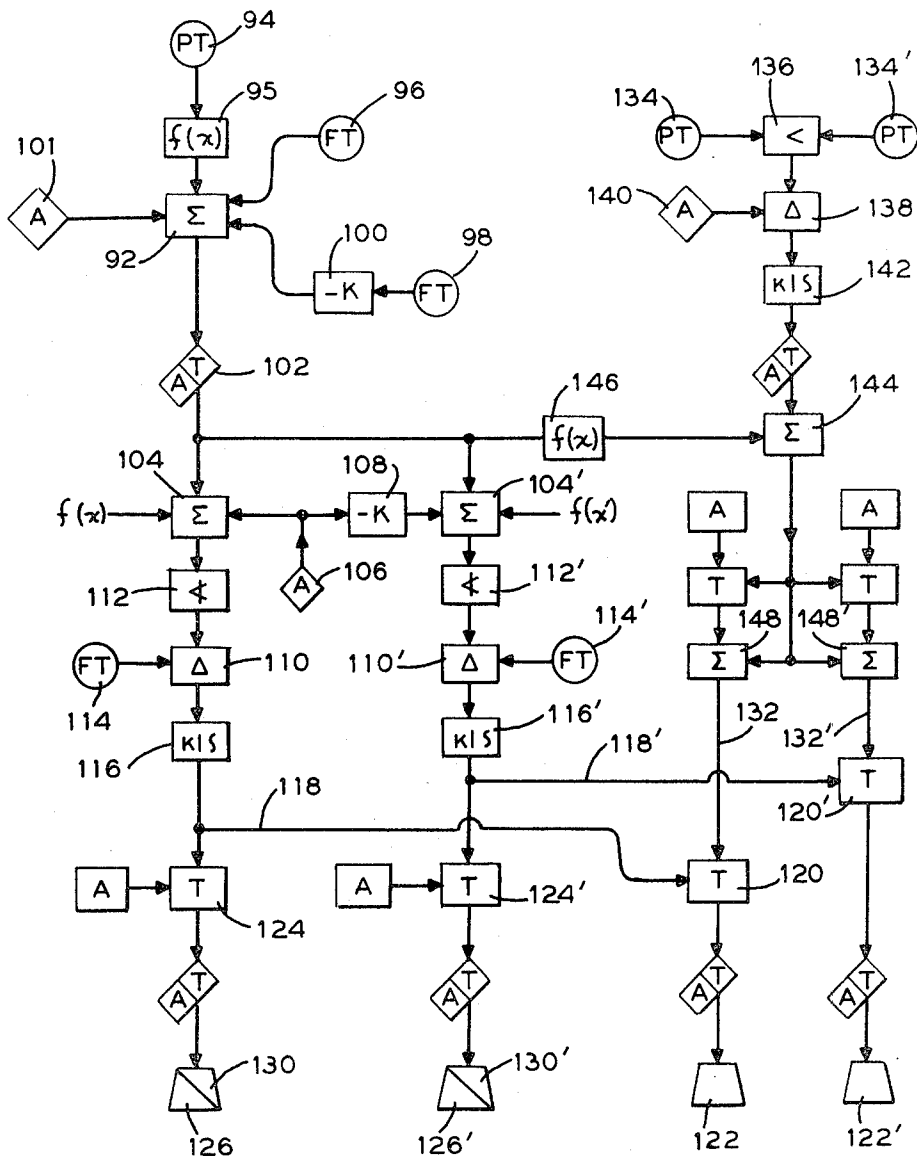 94
PT
134'
95
96
136
134
f(x)
FT
PT
<
PT
101
140
A
Σ
A
Δ
138
92
100
98
-K
FT
K|S
142
T
A
102
T
A
146
144
f(x)
Σ
104
108
104'
f(x)
Σ
-K
Σ
f(x)
A
A
112
∢
A
106
∢
112'
T
T
114'
148
148'
FT
Δ
110
110'
Δ
FT
Σ
Σ
114
116
K|S
K|S
116'
132
132'
118'
T
118
120'
A
T
A
T
T
120
124
124'
T
A
T
A
T
A
T
A
130
130'
126
126'
122
122'